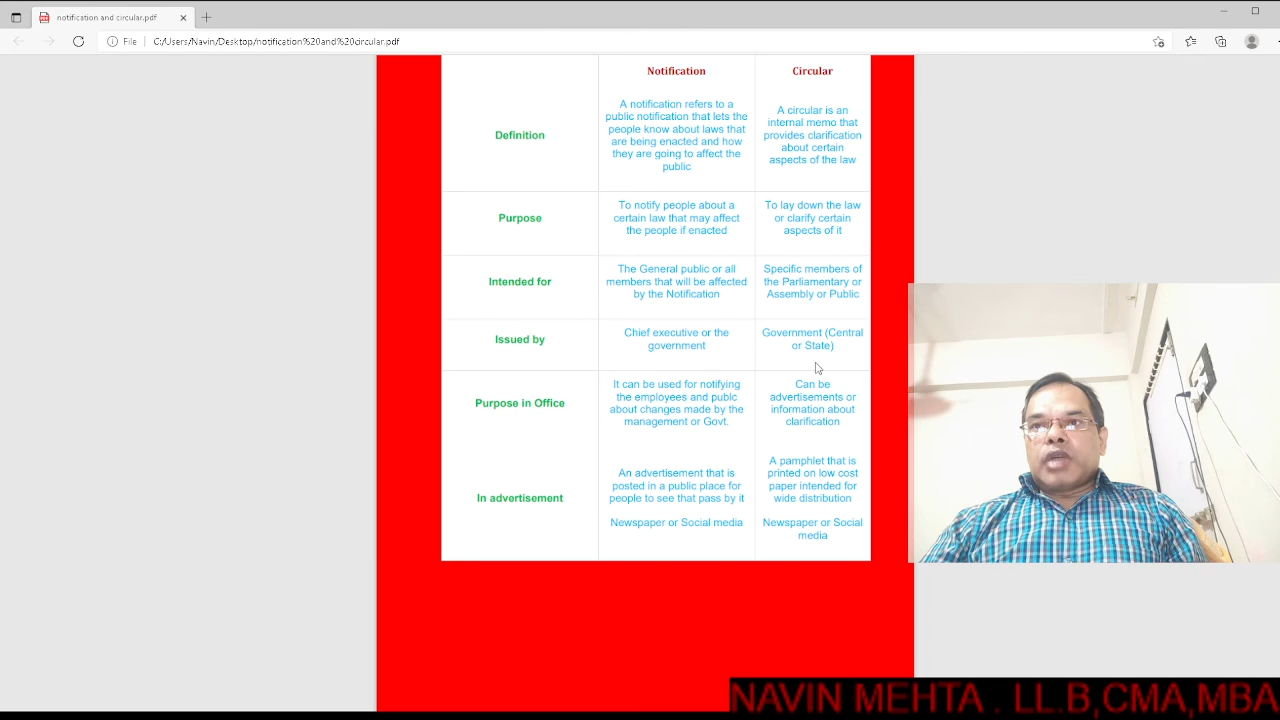 notification and circular.pdf
File
C:/Users/Navin/Desktop/notification%20and%20circular.pdf
Notification
Circular
Definition
A notification refers to a
public notification that lets the
people know about laws that
are being enacted and how
they are going to affect the
public
A circular is an
internal memo that
provides clarification
about certain
aspects of the law
Purpose
To notify people about a
certain law that may affect
the people if enacted
To lay down the law
or clarify certain
aspects of it
Intended for
The General public or all
members that will be affected
by the Notification
Specific members of
the Parliamentary or
Assembly or Public
Issued by
Chief executive or the
government
Government (Central
or State)
Purpose in Office
It can be used for notifying
the employees and publc
about changes made by the
management or Govt.
Can be
advertisements or
information about
clarification
In advertisement
An advertisement that is
posted in a public place for
people to see that pass by it
Newspaper or Social media
A pamphlet that is
printed on low cost
paper intended for
wide distribution
Newspaper or Social
media
NAVIN MEHTA . LL.B,CMA,MBA